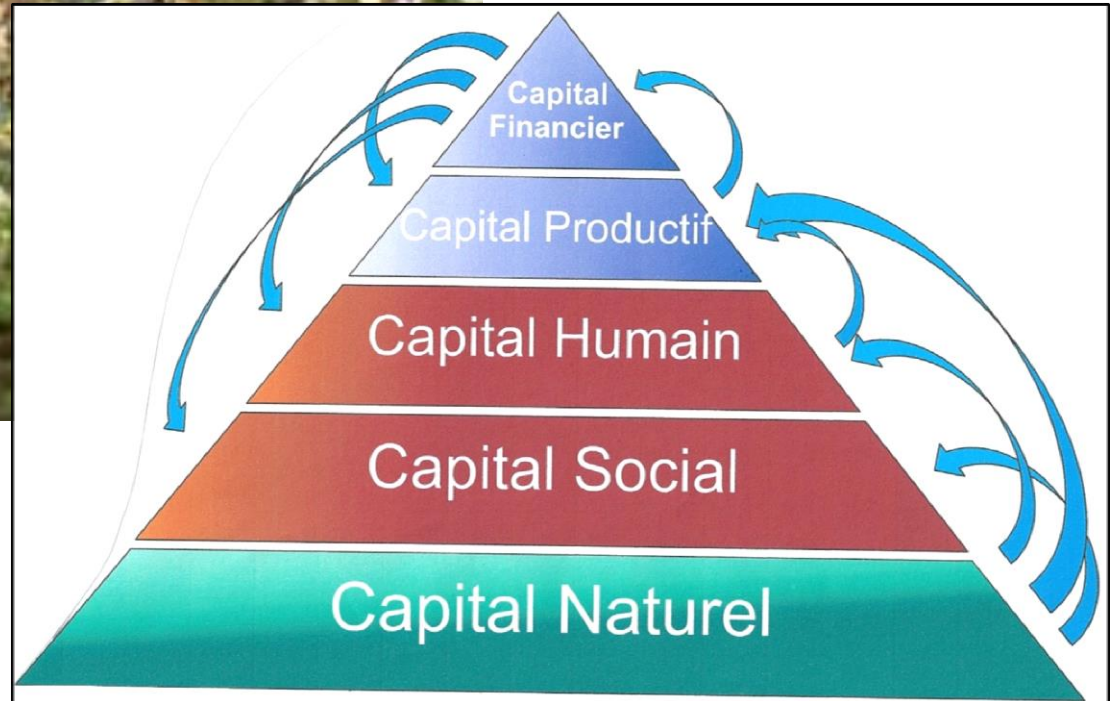 Capital
Financier
Capital Productif
Capital Humain
Capital Social
Capital Naturel